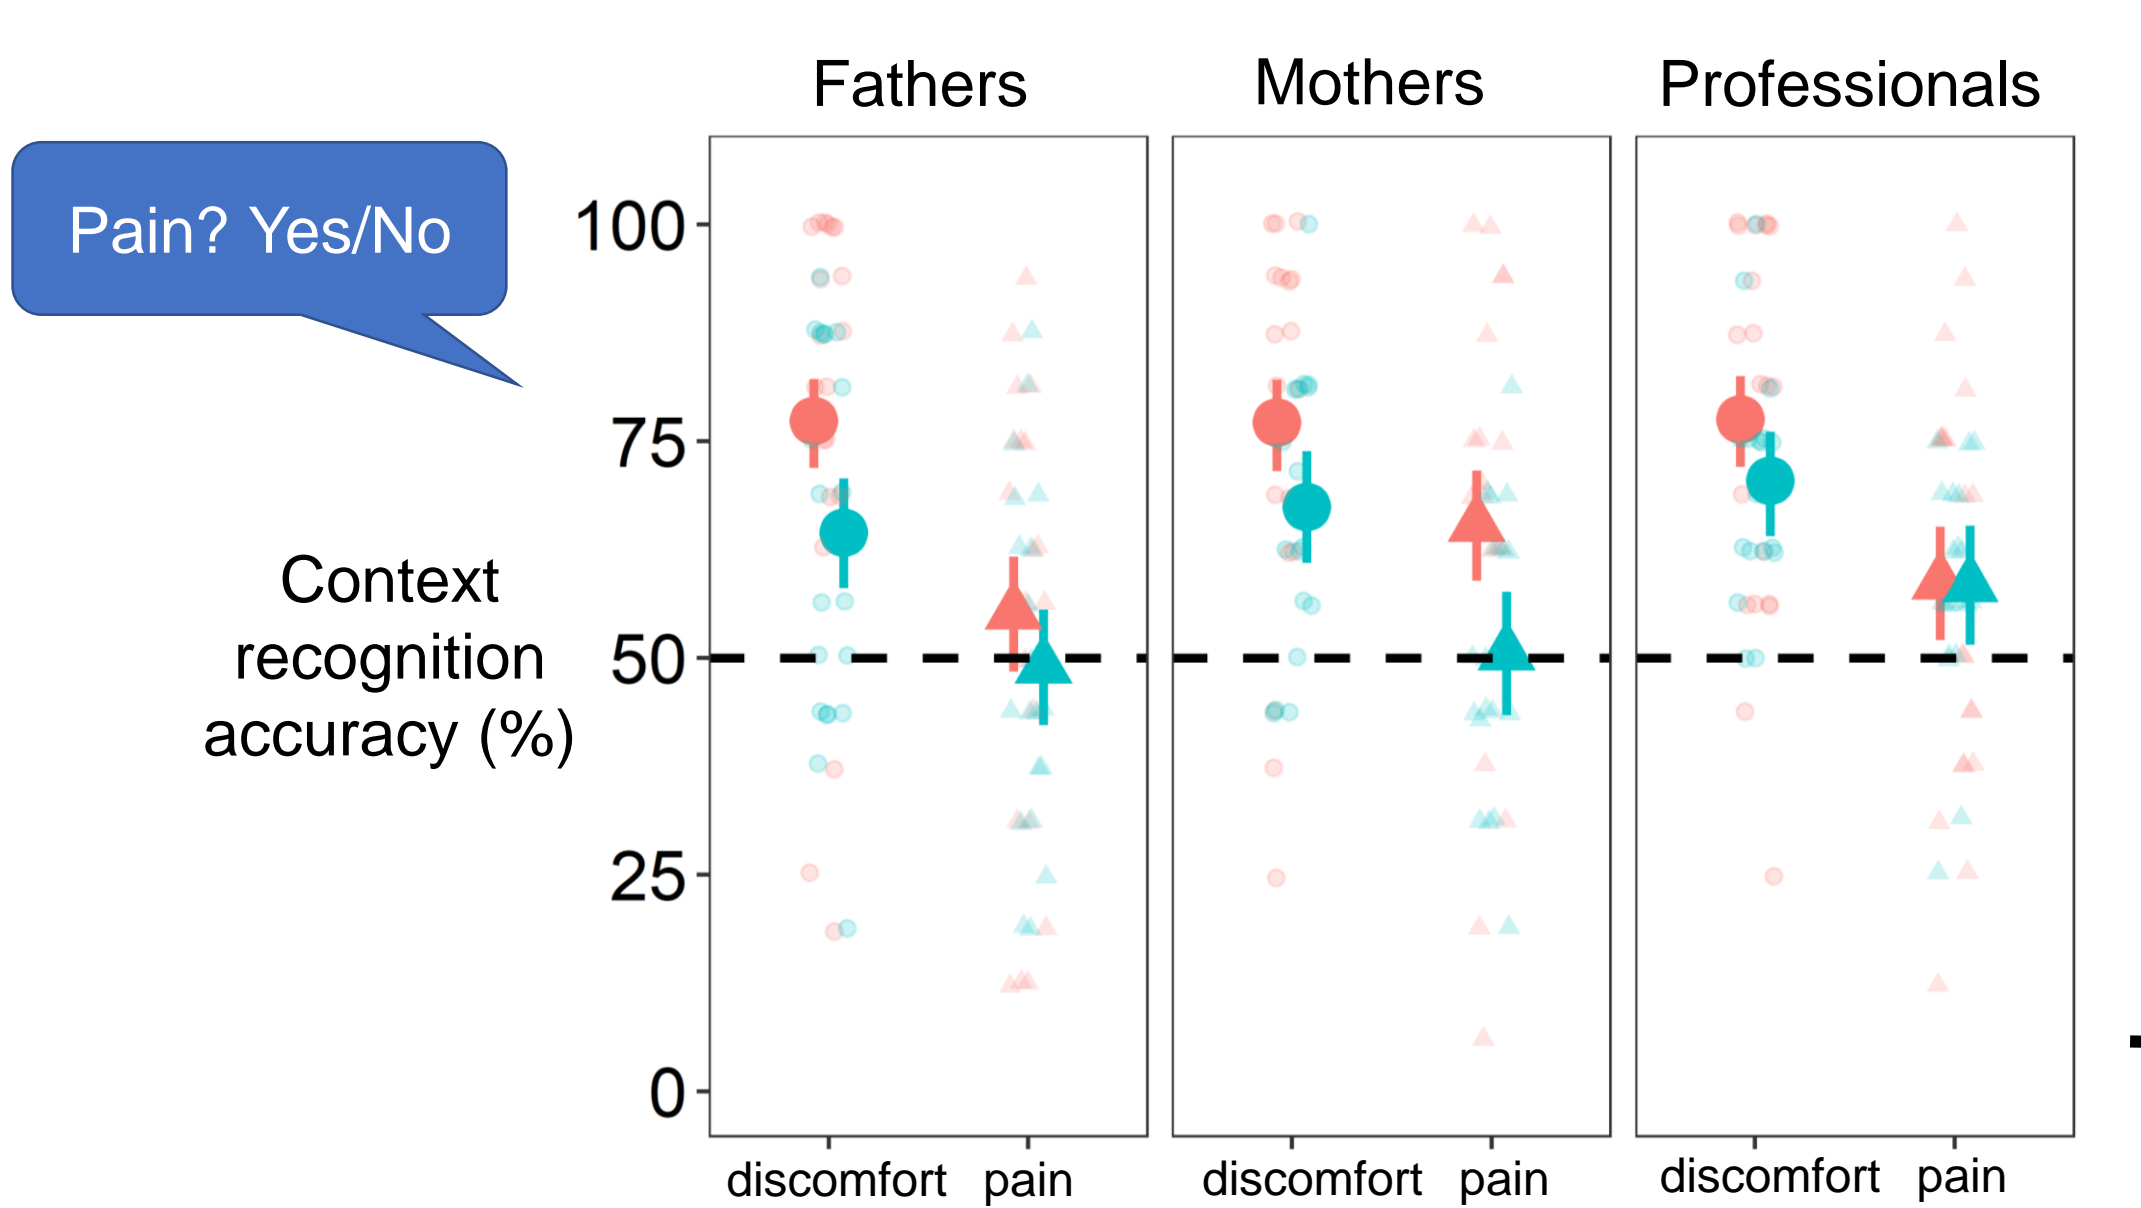 Fathers
Mothers
Professionals
Pain? Yes/No
100
75
50
25
0
Context
recognition
accuracy (%)
discomfort pain
discomfort pain
discomfort pain